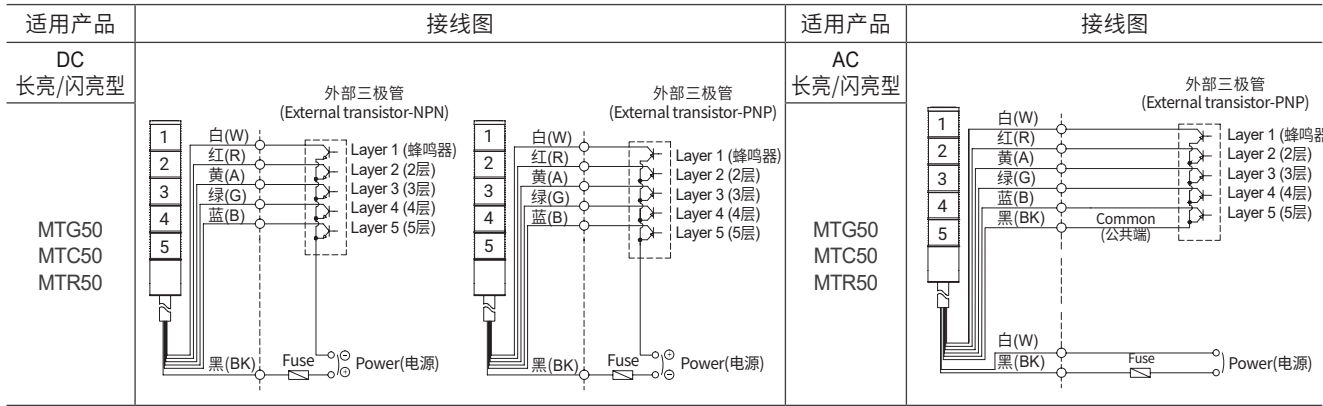 适用产品
接线图
适用产品
接线图
DC
长亮/闪亮型
MTG50
MTC50
MTR50
外部三极管
(External transistor-NPN)
1
2
3
4
5
白(W)
红(R)
黄(A)
绿(G)
蓝(B)
Layer 1 (蜂鸣器)
Layer 2 (2层)
Layer 3 (3层)
Layer 4 (4层)
Layer 5 (5层)
黑(BK)
Fuse
⊖
⊕
Power(电源)
外部三极管
(External transistor-PNP)
1
2
3
4
5
白(W)
红(R)
黄(A)
绿(G)
蓝(B)
Layer 1 (蜂鸣器)
Layer 2 (2层)
Layer 3 (3层)
Layer 4 (4层)
Layer 5 (5层)
黑(BK)
Fuse
⊕
⊖
Power(电源)
AC
长亮/闪亮型
MTG50
MTC50
MTR50
外部三极管
(External transistor-PNP)
1
2
3
4
5
白(W)
红(R)
黄(A)
绿(G)
蓝(B)
黑(BK)
Common
(公共端)
Layer 1 (蜂鸣器
Layer 2 (2层)
Layer 3 (3层)
Layer 4 (4层)
Layer 5 (5层)
白(W)
黑(BK)
Fuse
Power(电源)